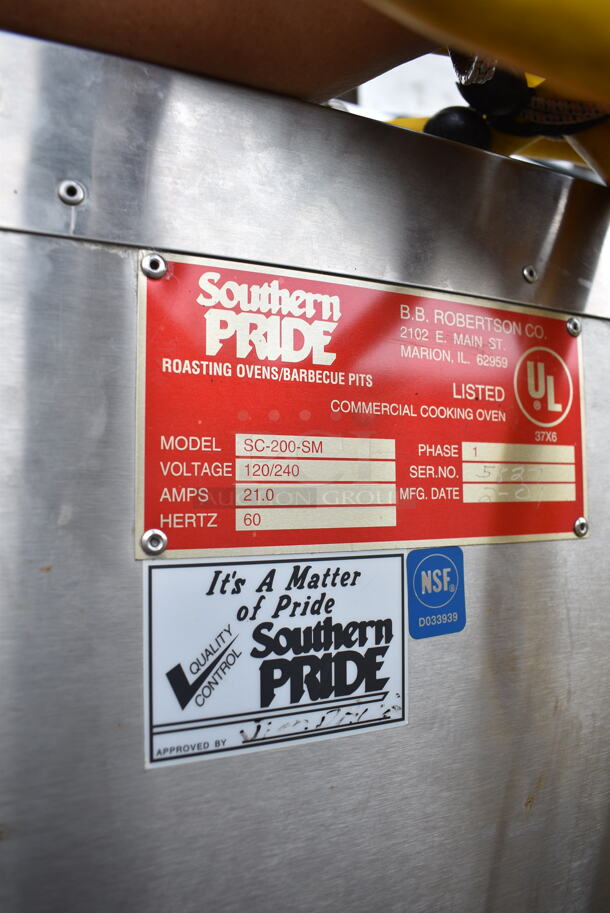 Southern
PRIDE
ROASTING OVENS/BARBECUE PITS
B.B. ROBERTSON CO.
2102 E. MAIN ST.
MARION, IL. 62959
LISTED
COMMERCIAL COOKING OVEN
UL
37X6
MODEL SC-200-SM
VOLTAGE 120/240
AMPS 21.0
HERTZ 60
PHASE 1
SER.NO.
MFG. DATE
AUCTION GROUP
It's A Matter
of Pride
QUALITY
CONTROL
Southern
PRIDE
APPROVED BY
NSF®
D033939